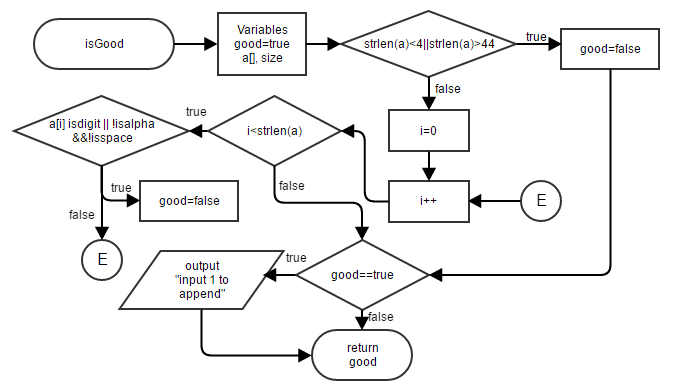 isGood
Variables
good=true
a[], size
strlen(a)<4||strlen(a)>44
true
good=false
false
i=0
i++
E
i<strlen(a)
true
false
a[i] isdigit || !isalpha
&&!isspace
true
good=false
false
E
good==true
true
false
output
"input 1 to
append"
return
good